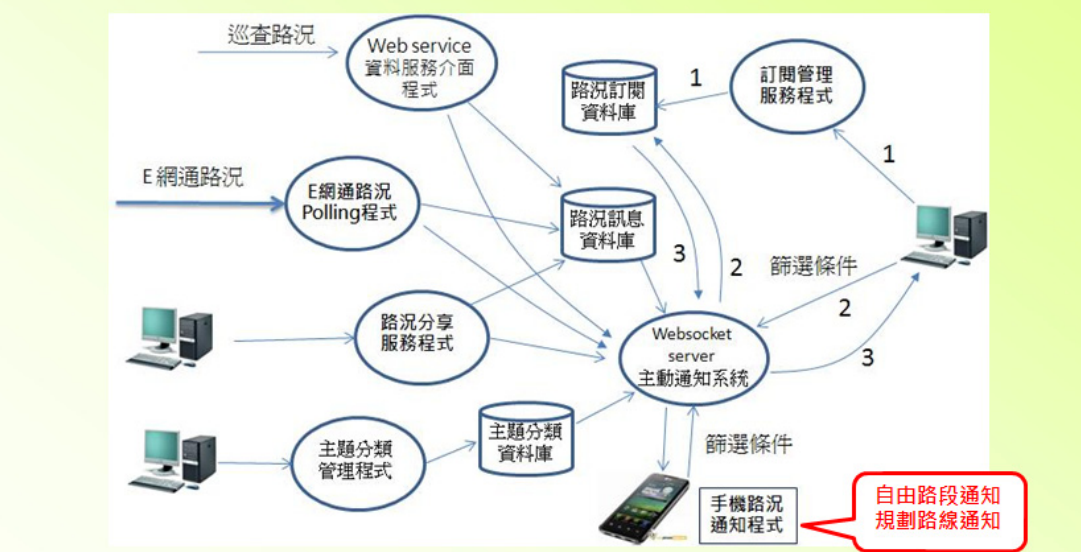 巡查路況
Web service
資料服務介面
程式
路況訂閱
資料庫
1
訂閱管理
服務程式
1
E網通路況
E網通路況
Polling程式
路況訊息
資料庫
3
2
篩選條件
2
3
路況分享
服務程式
Websocket
server
主動通知系統
主題分類
管理程式
主題分類
資料庫
篩選條件
手機路況
通知程式
自由路段通知
規劃路線通知